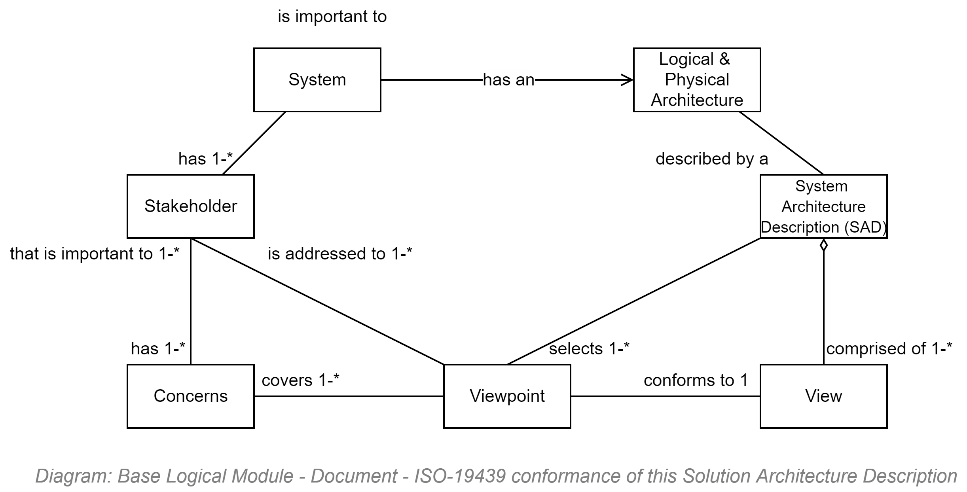 is important to
System
has an
Logical &
Physical
Architecture
has 1-*
described by a
Stakeholder
System
Architecture
Description (SAD)
that is important to 1-*
is addressed to 1-*
has 1-*
selects 1-*
comprised of 1-*
Concerns
covers 1-*
Viewpoint
conforms to 1
View
Diagram: Base Logical Module - Document - ISO-19439 conformance of this Solution Architecture Description